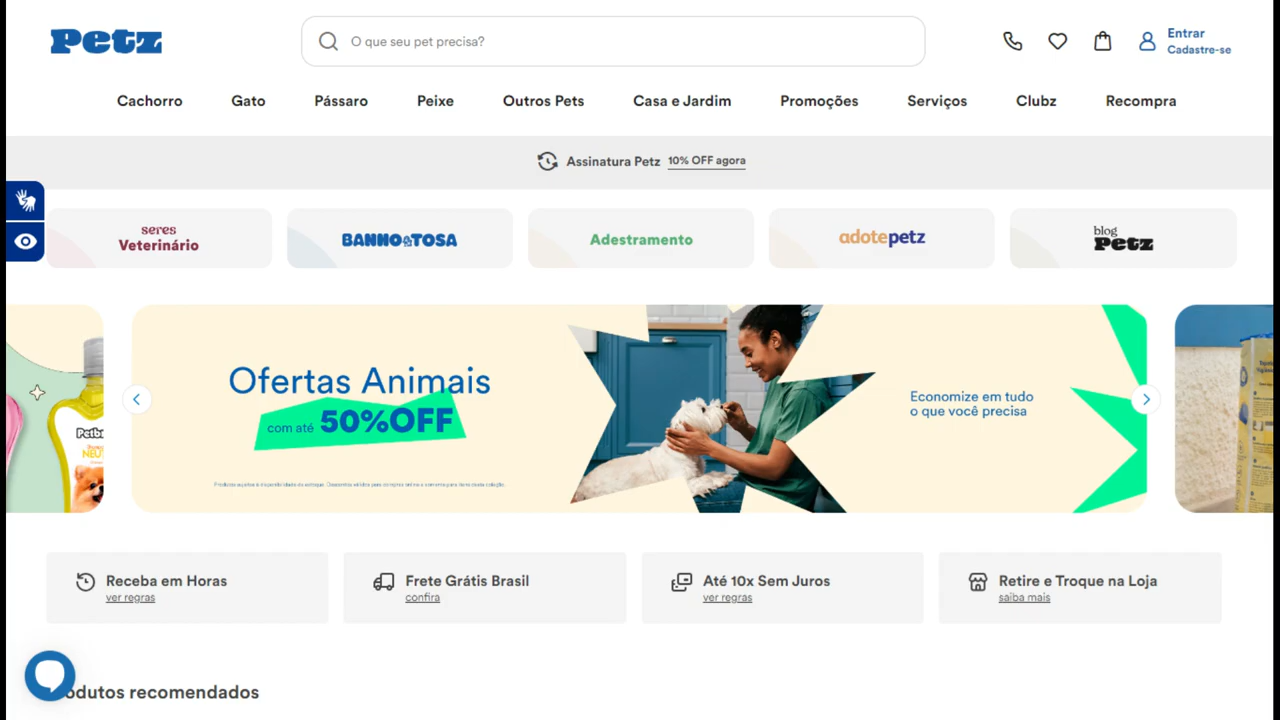 Petz
O que seu pet precisa?
Entrar
Cadastre-se
Cachorro
Gato
Pássaro
Peixe
Outros Pets
Casa e Jardim
Promoções
Serviços
Clubz
Recompra
Assinatura Petz 10% OFF agora
seres
Veterinário
BANHO & TOSA
Adestramento
adotepetz
blog
Petz
Ofertas Animais
com até 50%OFF
Economize em tudo
o que você precisa
Receba em Horas
ver regras
Frete Grátis Brasil
confira
Até 10x Sem Juros
ver regras
Retire e Troque na Loja
saiba mais
odutos recomendados